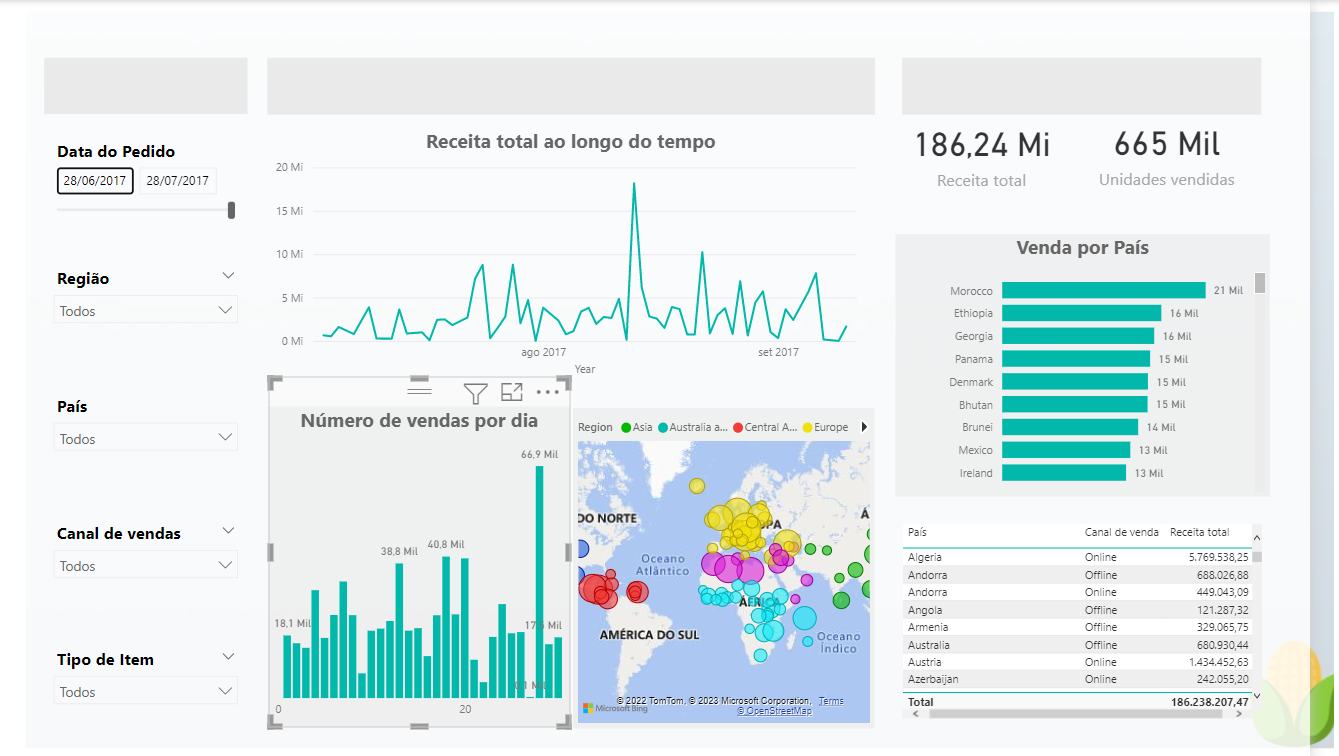 Data do Pedido
28/06/2017
28/07/2017
Região
Todos
País
Todos
Canal de vendas
Todos
Tipo de Item
Todos
Receita total ao longo do tempo
20 Mi
15 Mi
10 Mi
5 Mi
0 Mi
ago 2017
set 2017
Year
Número de vendas por dia
66,9 Mil
38,8 Mil
40,8 Mil
18,1 Mil
0
20
Region
Asia
Australia a...
Central A...
Europe
DO NORTE
Oceano
Atlântico
ÁFRICA
AMÉRICA DO SUL
Oceano
Índico
© 2022 TomTom, © 2023 Microsoft Corporation, Terms
Microsoft Bing
© OpenStreetMap
186,24 Mi
Receita total
665 Mil
Unidades vendidas
Venda por País
Morocco 21 Mil
Ethiopia 16 Mil
Georgia 16 Mil
Panama 15 Mil
Denmark 15 Mil
Bhutan 15 Mil
Brunei 14 Mil
Mexico 13 Mil
Ireland 13 Mil
País Canal de venda Receita total
Algeria Online 5.769.538,25
Andorra Offline 688.026,88
Andorra Online 449.043,09
Angola Offline 121.287,32
Armenia Offline 329.065,75
Australia Offline 680.930,44
Austria Online 1.434.452,63
Azerbaijan Online 242.055,20
Total 186.238.207,47